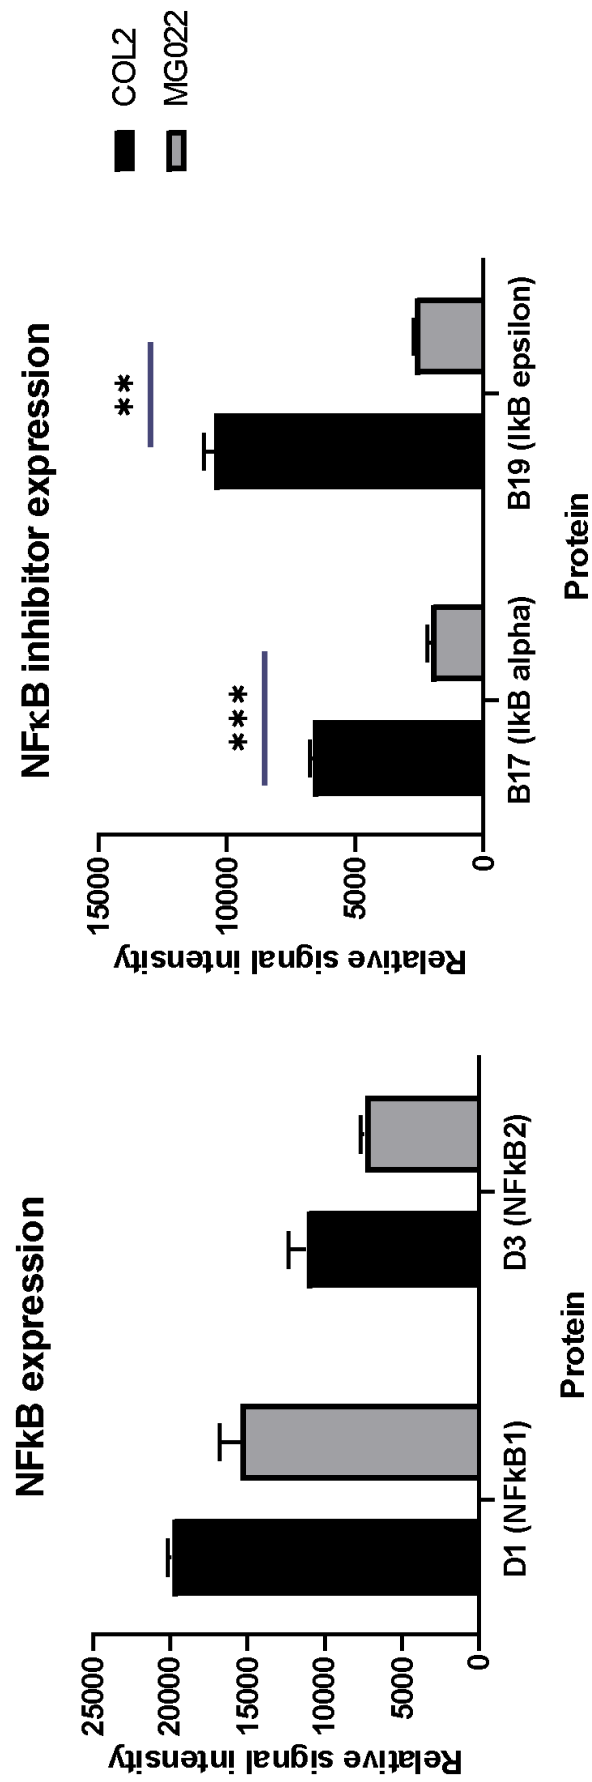 NFkB expression
Relative signal intensity
25000
20000
15000
10000
5000
0
D1 (NFkB1)
D3 (NFkB2)
Protein
NFκB inhibitor expression
Relative signal intensity
15000
10000
5000
0
***
**
B17 (IkB alpha)
B19 (IkB epsilon)
Protein
COL2
MG022